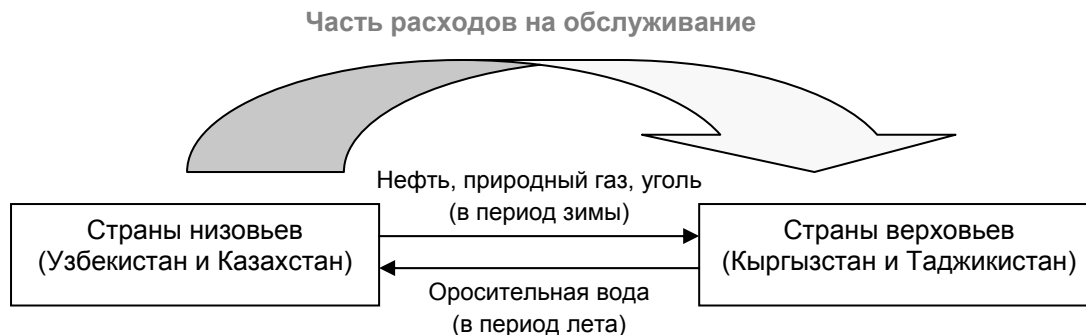 Часть расходов на обслуживание
Нефть, природный газ, уголь
(в период зимы)
Страны низовьев
(Узбекистан и Казахстан)
Страны верховьев
(Кыргызстан и Таджикистан)
Оросительная вода
(в период лета)